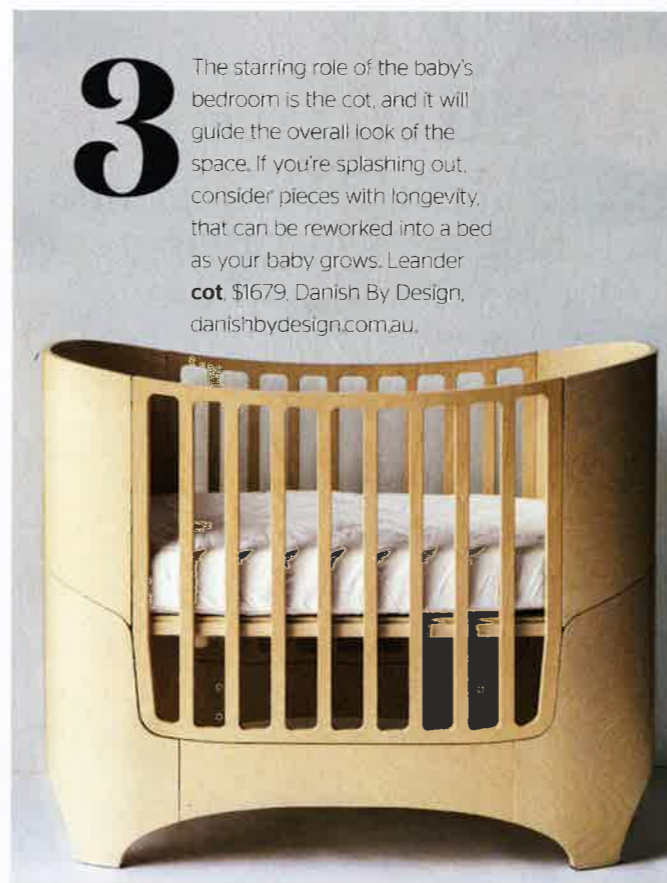 3
The starring role of the baby's
bedroom is the cot, and it will
guide the overall look of the
space. If you're splashing out,
consider pieces with longevity,
that can be reworked into a bed
as your baby grows. Leander
cot, $1679, Danish By Design,
danishbydesign.com.au.